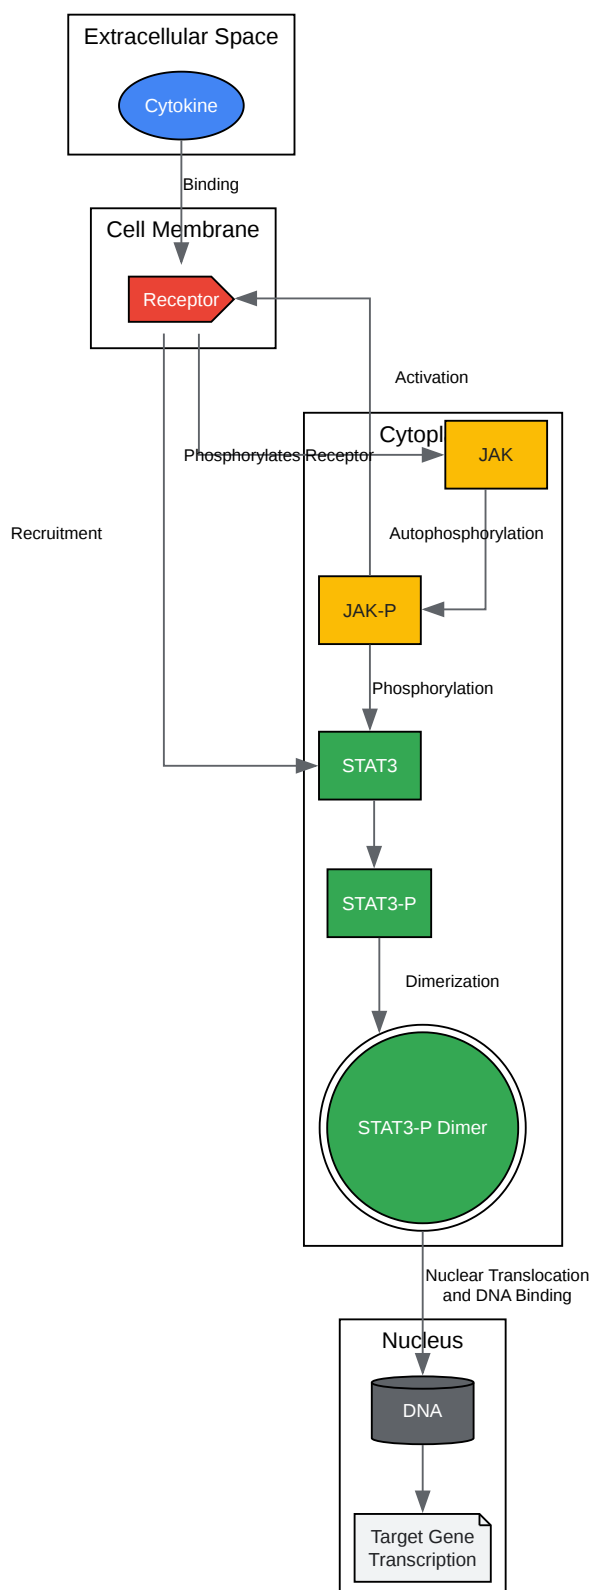 Extracellular Space
Cytokine
Binding
Cell Membrane
Receptor
Activation
Cytopl
JAK
Phosphorylates Receptor
Recruitment
Autophosphorylation
JAK-P
Phosphorylation
STAT3
STAT3-P
Dimerization
STAT3-P Dimer
Nuclear Translocation
and DNA Binding
Nucleus
DNA
Target Gene
Transcription